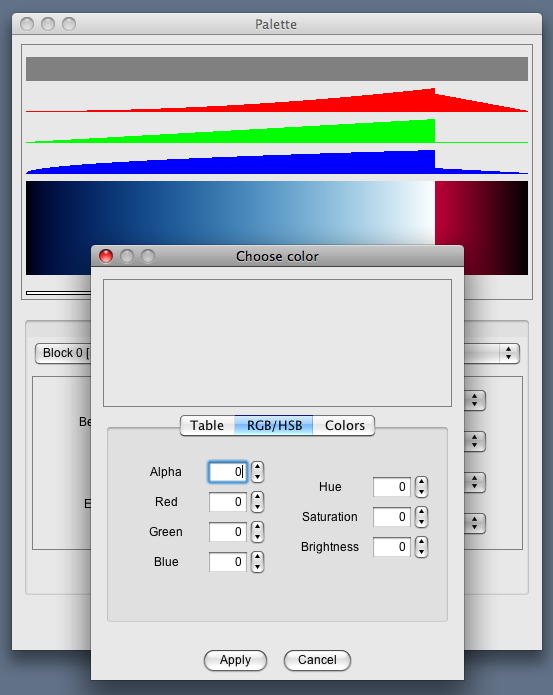 Palette
Choose color
Block 0 [
Table RGB/HSB Colors
Alpha 0
Hue 0
Red 0
Saturation 0
Green 0
Brightness 0
Blue 0
Apply Cancel